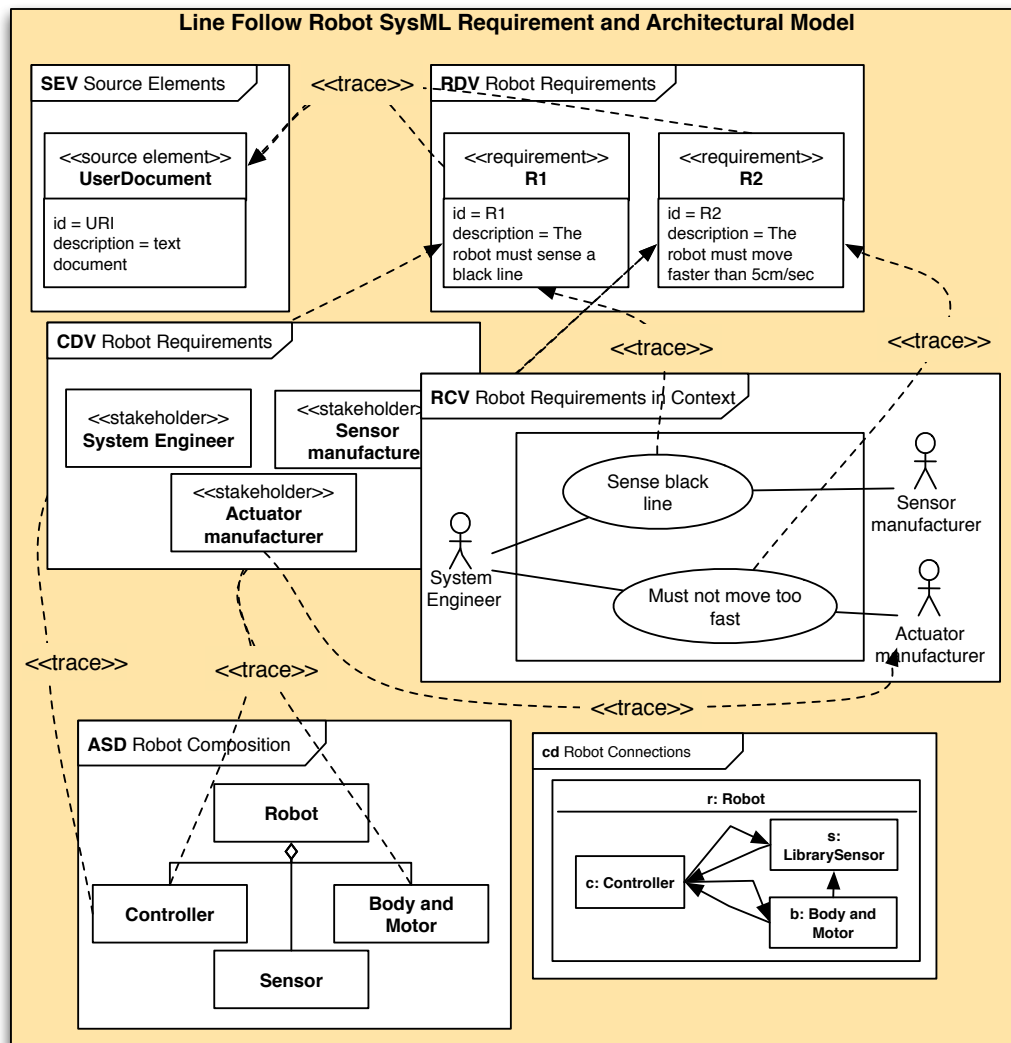 Line Follow Robot SysML Requirement and Architectural Model
SEV Source Elements
<<trace>>
RDV Robot Requirements
<<source element>>
UserDocument
id = URI
description = text
document
<<requirement>>
R1
id = R1
description = The
robot must sense a
black line
<<requirement>>
R2
id = R2
description = The
robot must move
faster than 5cm/sec
CDV Robot Requirements
<<trace>>
<<trace>>
<<stakeholder>>
System Engineer
<<stakeholder>
Sensor
manufacture
<<stakeholder>>
Actuator
manufacturer
RCV Robot Requirements in Context
Sense black
line
Sensor
manufacturer
System
Engineer
Must not move too
fast
Actuator
manufacturer
<<trace>>
<<trace>>
<<trace>>
ASD Robot Composition
Robot
Controller
Body and
Motor
Sensor
cd Robot Connections
r: Robot
s:
LibrarySensor
c: Controller
b: Body and
Motor